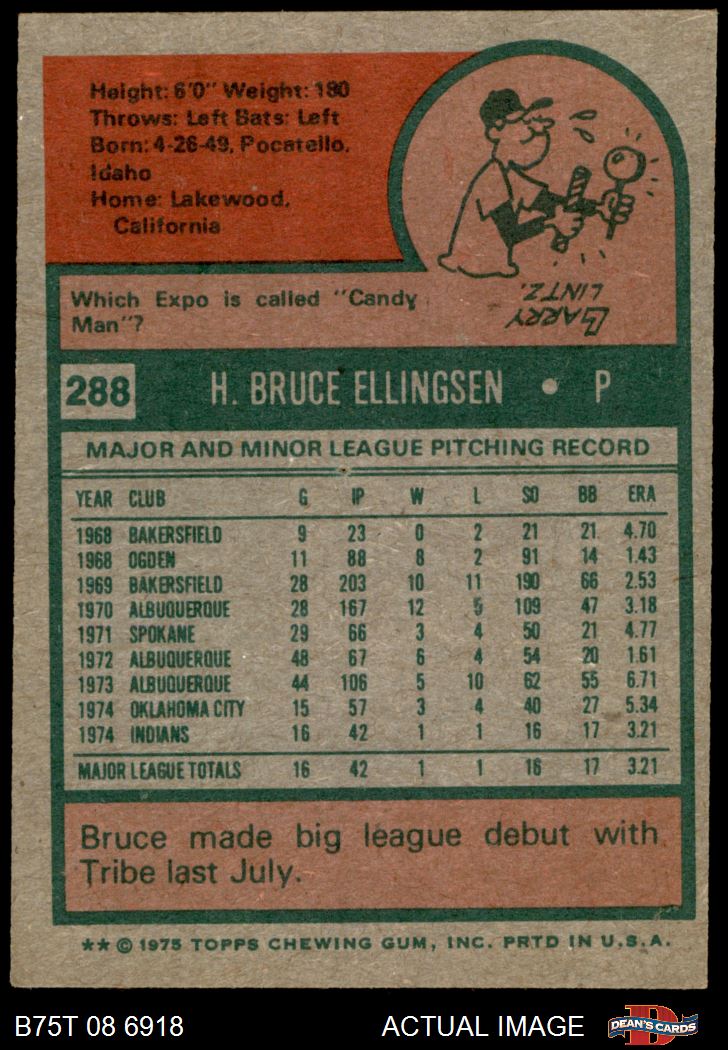 Height: 6'0" Weight: 180
Throws: Left Bats: Left
Born: 4-26-49, Pocatello,
Idaho
Home: Lakewood,
California
Which Expo is called "Candy
Man"?
LARRY
LINTZ.
288 H. BRUCE ELLINGSEN • P
MAJOR AND MINOR LEAGUE PITCHING RECORD
YEAR CLUB G IP W L SO BB ERA
1968 BAKERSFIELD 9 23 0 2 21 21 4.70
1968 OGDEN 11 88 8 2 91 14 1.43
1969 BAKERSFIELD 28 203 10 11 190 66 2.53
1970 ALBUQUERQUE 28 167 12 5 109 47 3.18
1971 SPOKANE 29 66 3 4 50 21 4.77
1972 ALBUQUERQUE 48 67 6 4 54 20 1.61
1973 ALBUQUERQUE 44 106 5 10 62 55 6.71
1974 OKLAHOMA CITY 15 57 3 4 40 27 5.34
1974 INDIANS 16 42 1 1 16 17 3.21
MAJOR LEAGUE TOTALS 16 42 1 1 16 17 3.21
Bruce made big league debut with
Tribe last July.
** © 1975 TOPPS CHEWING GUM, INC. PRTD IN U.S.A.
B75T 08 6918 ACTUAL IMAGE DEAN'S CARDS